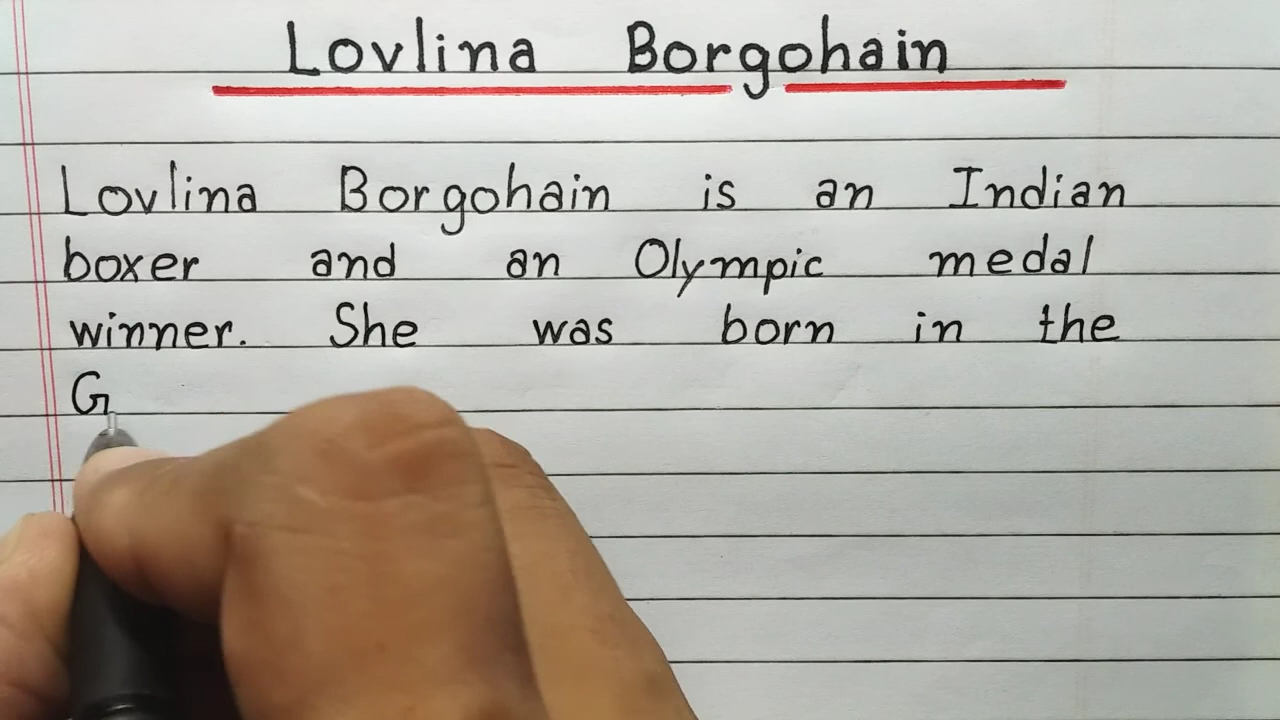 Lovlina Borgohain
Lovlina Borgohain is an Indian
boxer and an Olympic medal
winner. She was born in the
G